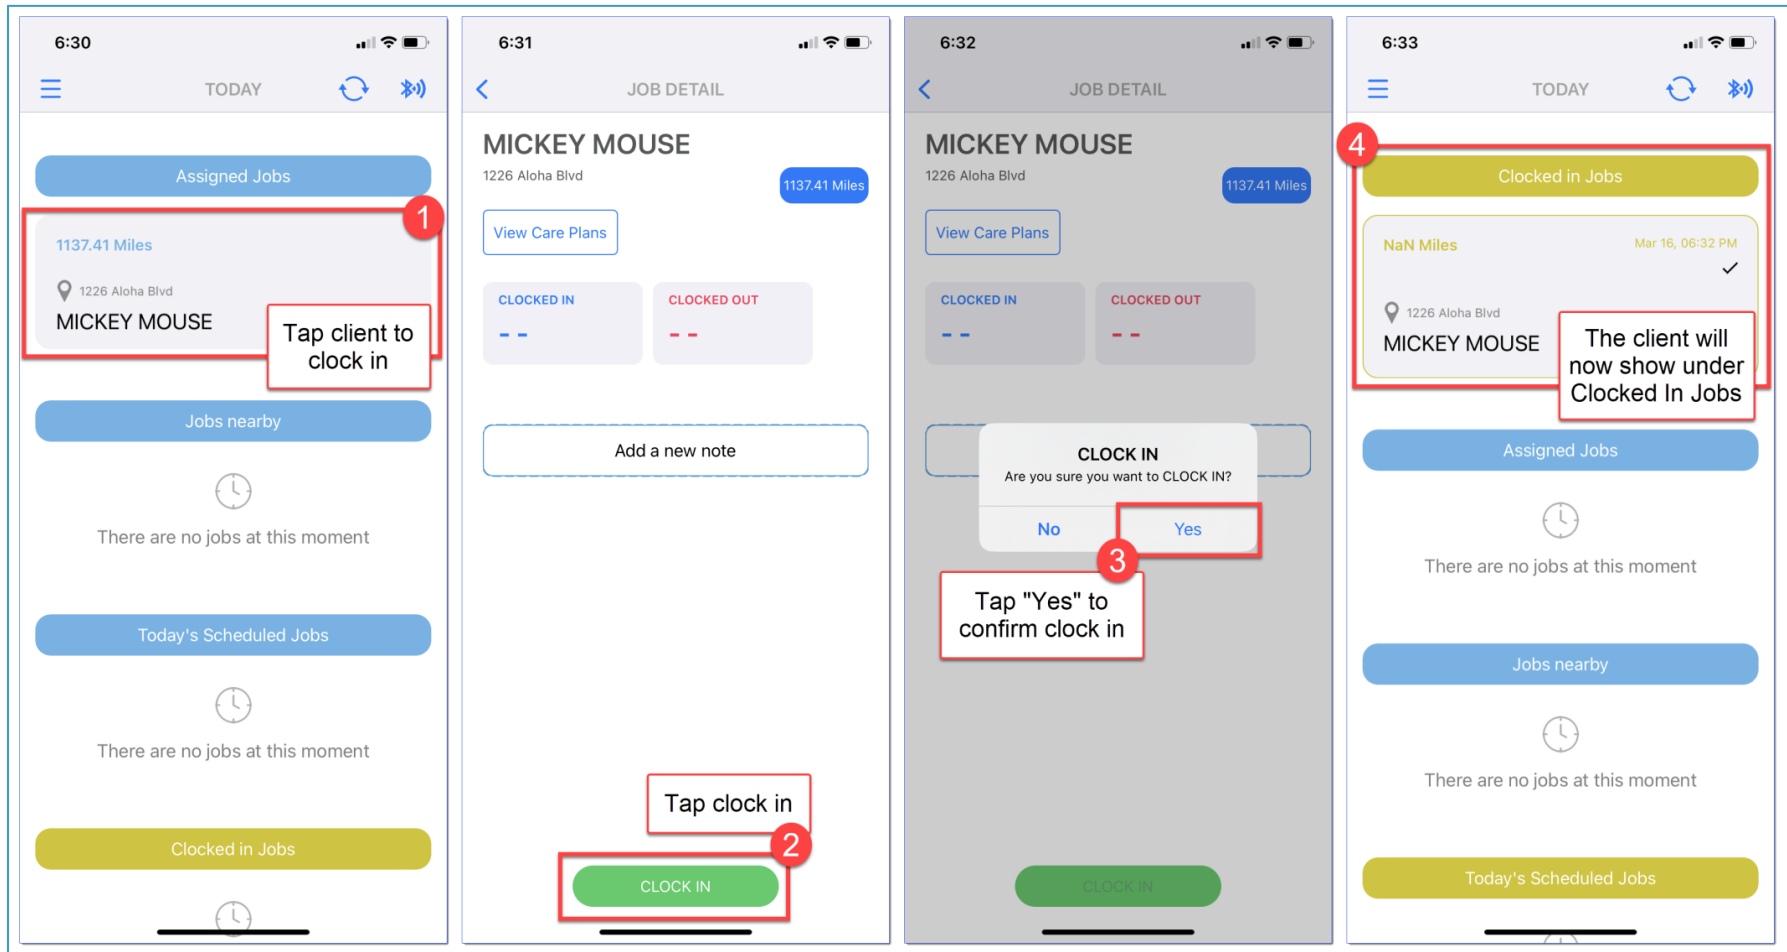 6:30
TODAY
Assigned Jobs
1
1137.41 Miles
1226 Aloha Blvd
MICKEY MOUSE
Tap client to
clock in
Jobs nearby
There are no jobs at this moment
Today's Scheduled Jobs
There are no jobs at this moment
Clocked in Jobs
6:31
JOB DETAIL
MICKEY MOUSE
1226 Aloha Blvd
1137.41 Miles
View Care Plans
CLOCKED IN
CLOCKED OUT
- -
- -
Add a new note
Tap clock in
2
CLOCK IN
6:32
JOB DETAIL
MICKEY MOUSE
1226 Aloha Blvd
1137.41 Miles
View Care Plans
CLOCKED IN
CLOCKED OUT
- -
- -
CLOCK IN
Are you sure you want to CLOCK IN?
No
Yes
3
Tap "Yes" to
confirm clock in
CLOCK IN
6:33
TODAY
4
Clocked in Jobs
NaN Miles
Mar 16, 06:32 PM
1226 Aloha Blvd
MICKEY MOUSE
The client will
now show under
Clocked In Jobs
Assigned Jobs
There are no jobs at this moment
Jobs nearby
There are no jobs at this moment
Today's Scheduled Jobs